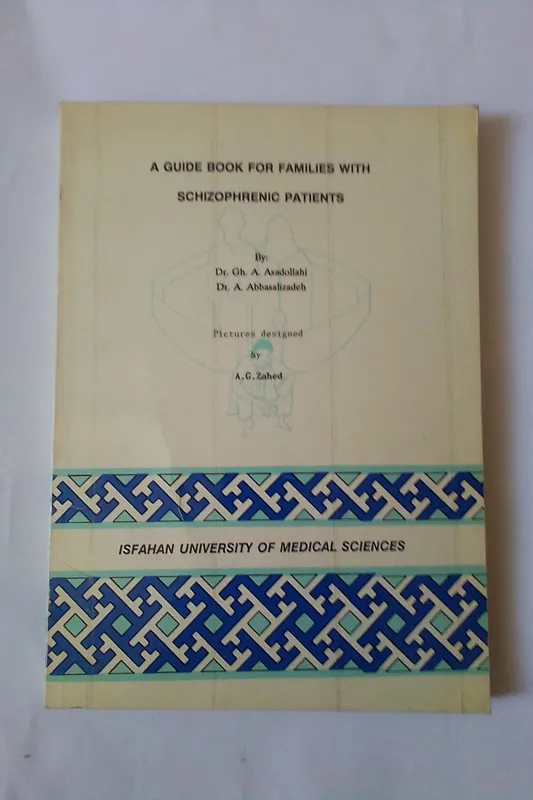 A GUIDE BOOK FOR FAMILIES WITH
SCHIZOPHRENIC PATIENTS
By:
Dr. Gh. A. Asadollahi
Dr. A. Abbasalizadeh
Pictures designed
by
A.G.Zahed
ISFAHAN UNIVERSITY OF MEDICAL SCIENCES